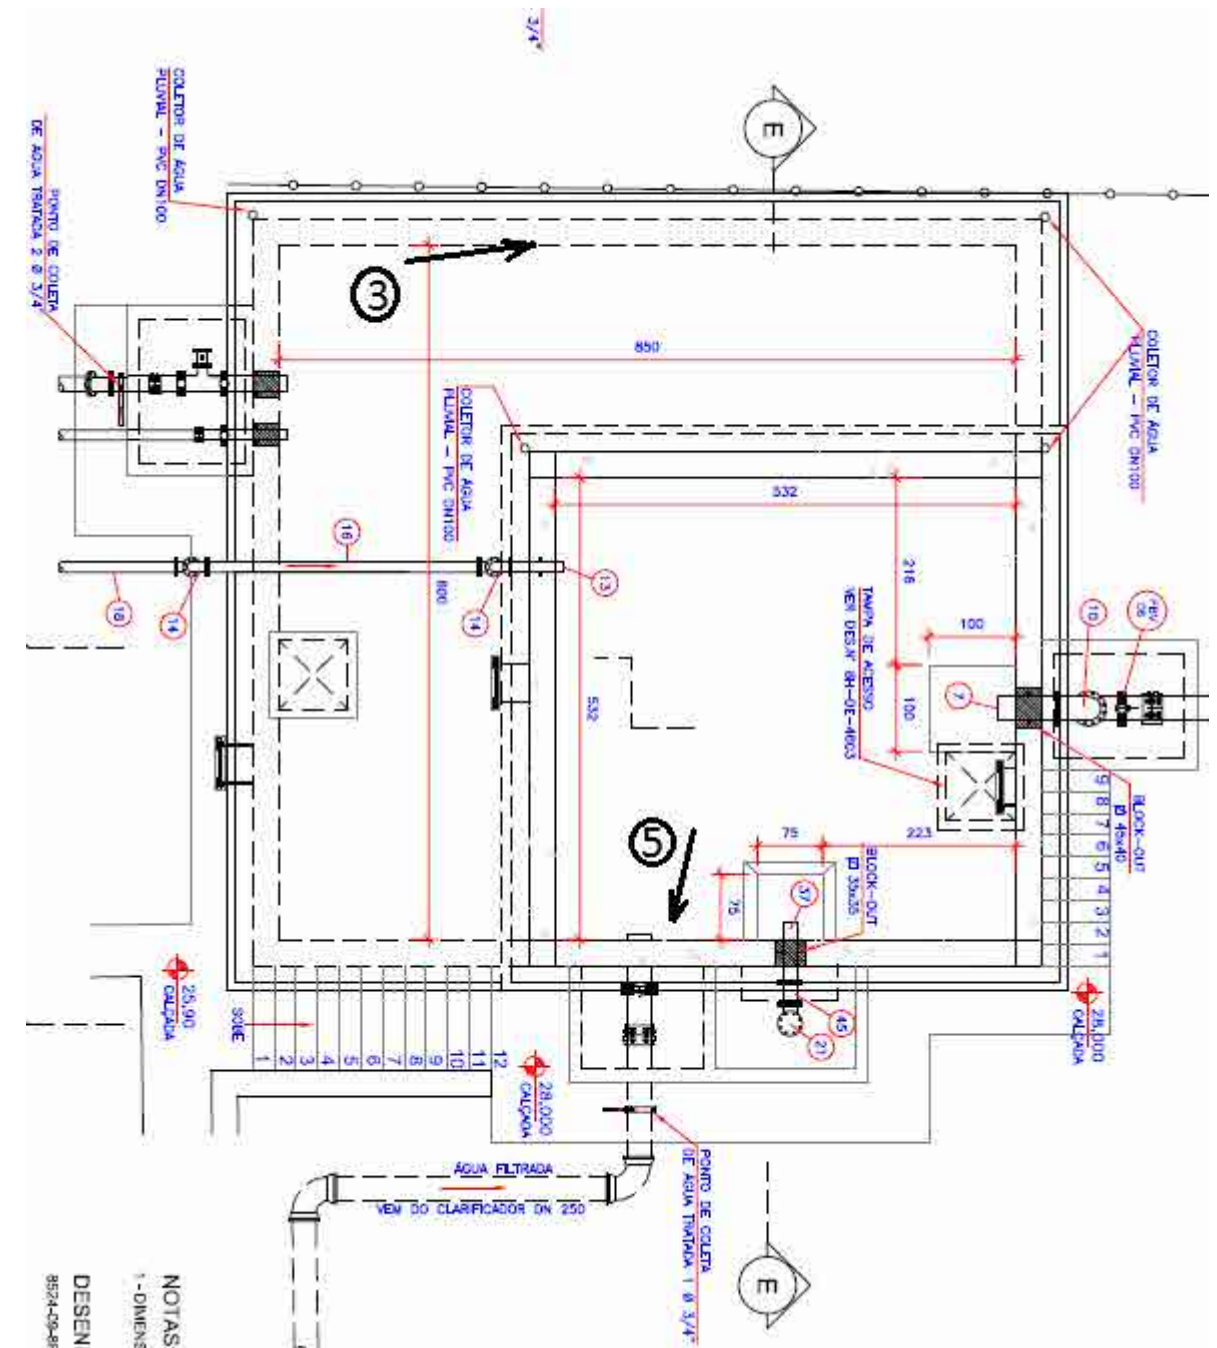 3/4"
E
COLETOR DE ÁGUA
PLUVIAL – PVC DN100
PONTO DE COLETA
DE ÁGUA TRATADA 2 Ø 3/4"
3
850
COLETOR DE ÁGUA
PLUVIAL – PVC DN100
COLETOR DE ÁGUA
PLUVIAL – PVC DN100
532
216
16
13
18
14
14
800
532
TAMPA DE ACESSO
VER DES.Nº
100
100
10
7
9
8
7
6
5
4
3
2
1
BLOCK-OUT
45x40
5
75
223
BLOCK-OUT
35x35
75
37
45
21
25,90
CALÇADA
28,000
CALÇADA
SOBE
1
2
3
4
5
6
7
8
9
10
11
12
28,000
CALÇADA
ÁGUA FILTRADA
VEM DO CLARIFICADOR DN 250
PONTO DE COLETA
DE ÁGUA TRATADA 1 Ø 3/4"
E
NOTAS:
1 - DIMENS
DESEN